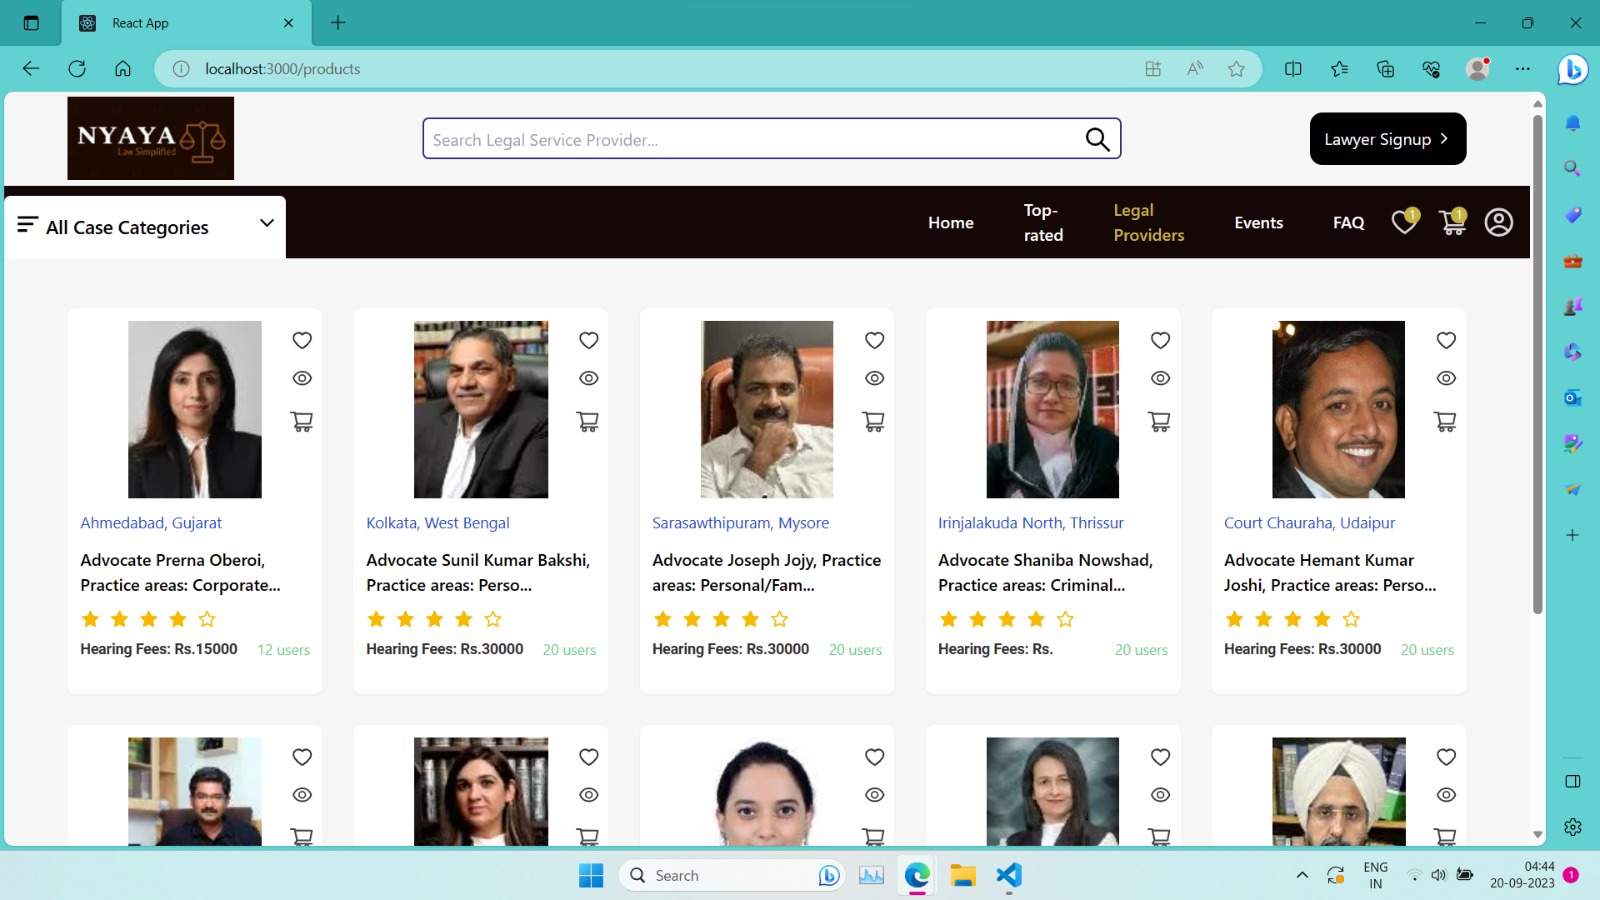 React App
localhost:3000/products
NYAYA
Law Simplified
Search Legal Service Provider...
Lawyer Signup
All Case Categories
Home
Top-
rated
Legal
Providers
Events
FAQ
1
1
Ahmedabad, Gujarat
Advocate Prerna Oberoi,
Practice areas: Corporate...
Hearing Fees: Rs.15000
12 users
Kolkata, West Bengal
Advocate Sunil Kumar Bakshi,
Practice areas: Perso...
Hearing Fees: Rs.30000
20 users
Sarasawthipuram, Mysore
Advocate Joseph Jojy, Practice
areas: Personal/Fam...
Hearing Fees: Rs.30000
20 users
Irinjalakuda North, Thrissur
Advocate Shaniba Nowshad,
Practice areas: Criminal...
Hearing Fees: Rs.
20 users
Court Chauraha, Udaipur
Advocate Hemant Kumar
Joshi, Practice areas: Perso...
Hearing Fees: Rs.30000
20 users
Search
ENG
IN
04:44
20-09-2023
1